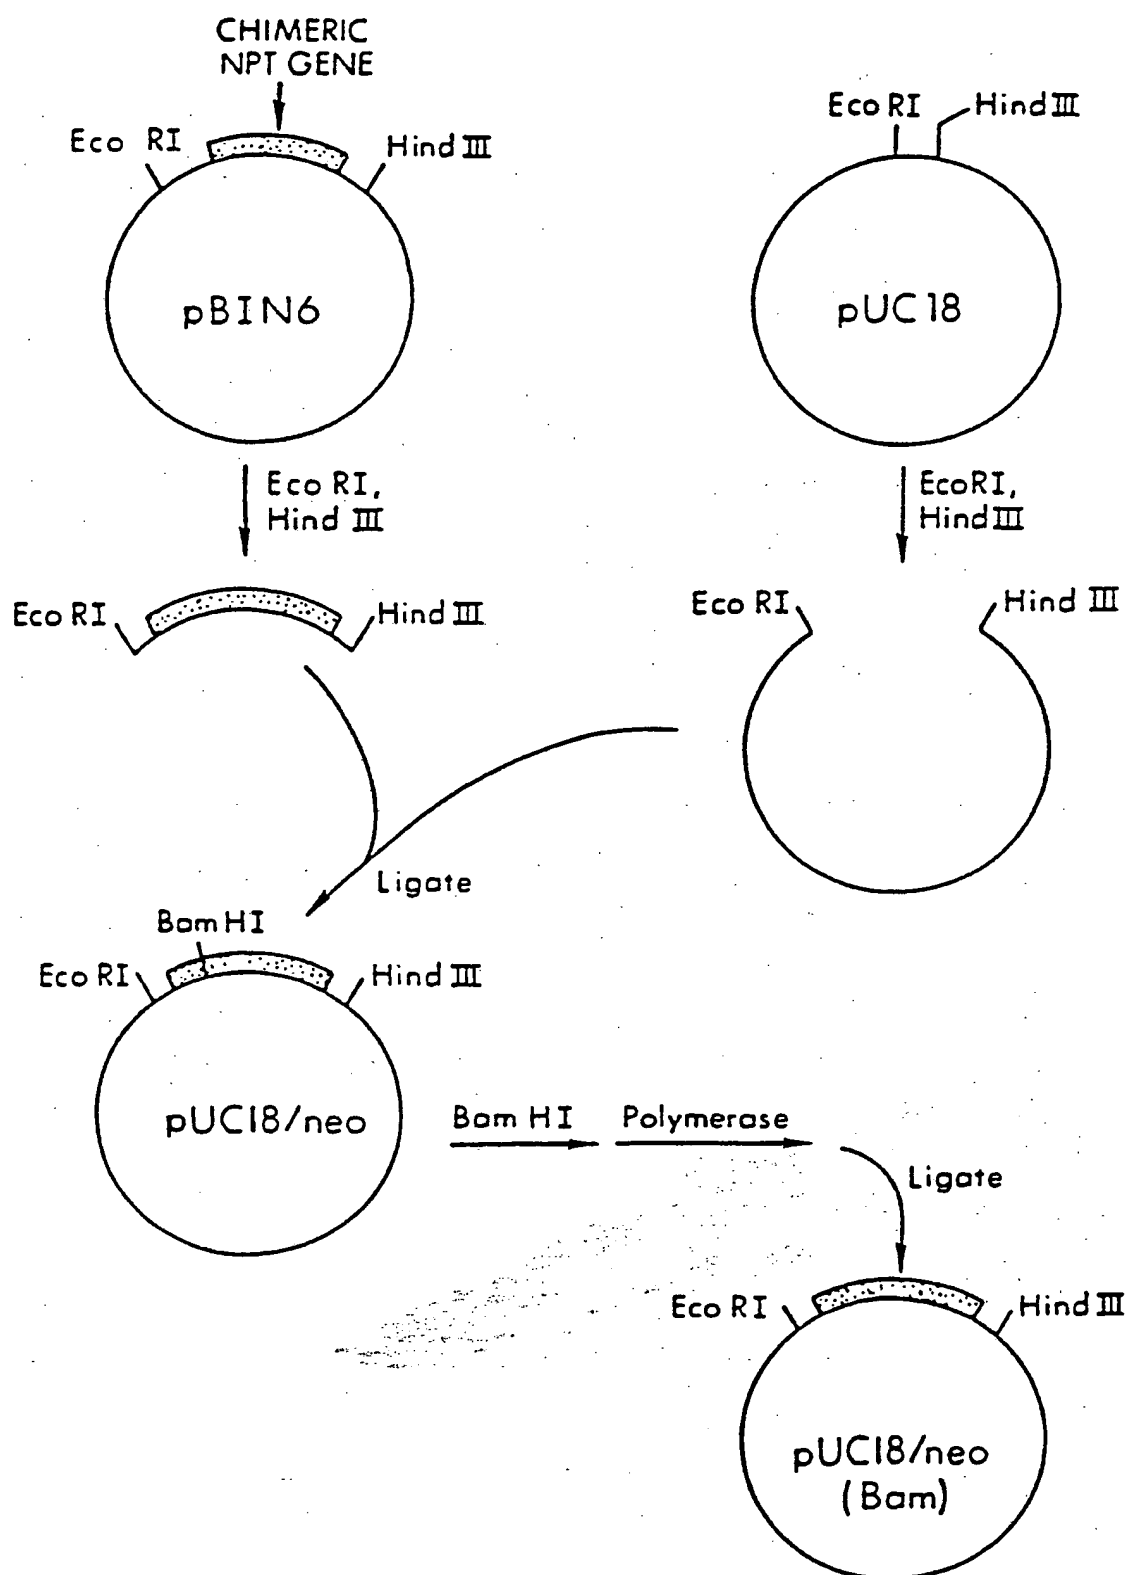 CHIMERIC
NPT GENE
Eco RI
Hind III
pBIN6
Eco RI
Hind III
pUC18
Eco RI,
Hind III
EcoRI,
Hind III
Eco RI
Hind III
Eco RI
Hind III
Ligate
Bam HI
Eco RI
Hind III
pUC18/neo
Bam HI
Polymerase
Ligate
Eco RI
Hind III
pUC18/neo
(Bam)